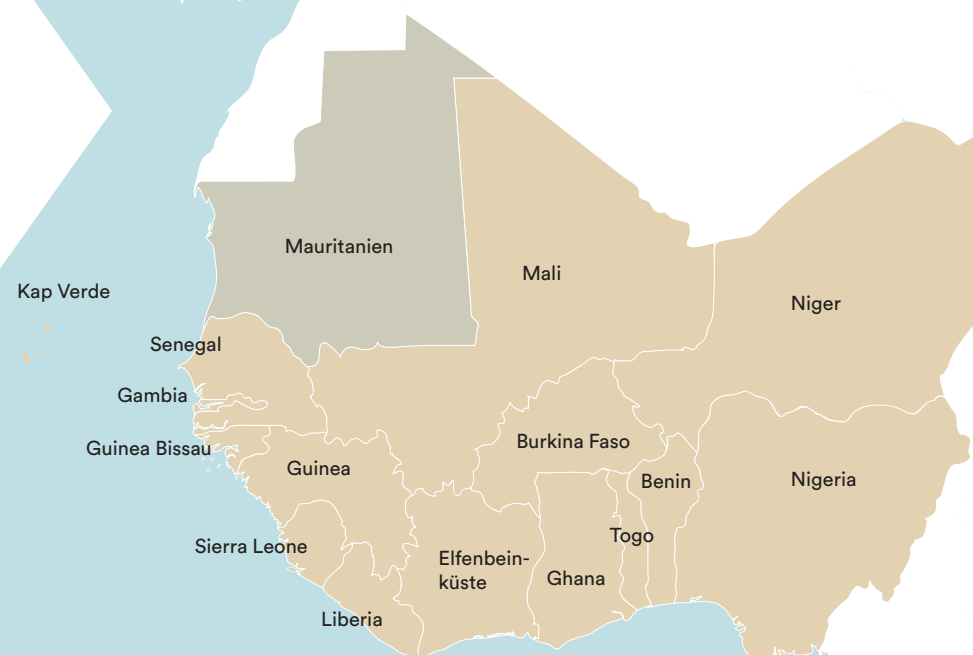 Mauritanien
Mali
Kap Verde
Niger
Senegal
Gambia
Guinea Bissau
Burkina Faso
Guinea
Benin
Nigeria
Togo
Sierra Leone
Elfenbein-
küste
Ghana
Liberia